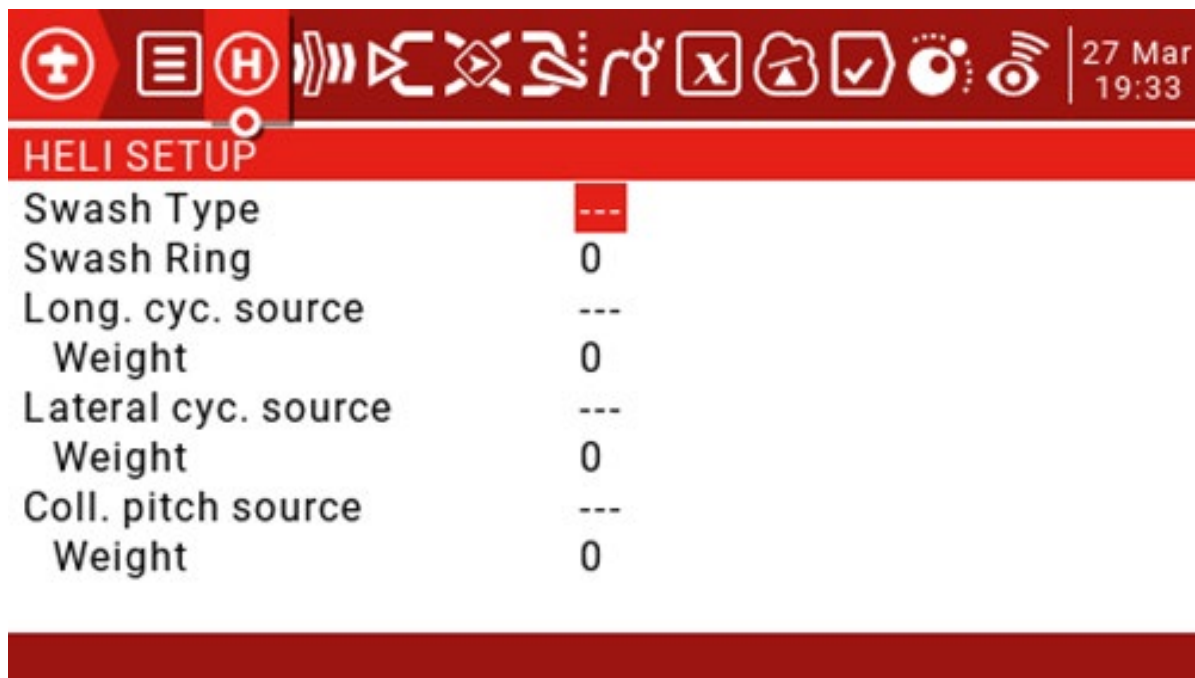 H
x
27 Mar
19:33
HELI SETUP
Swash Type ---
Swash Ring 0
Long. cyc. source ---
Weight 0
Lateral cyc. source ---
Weight 0
Coll. pitch source ---
Weight 0